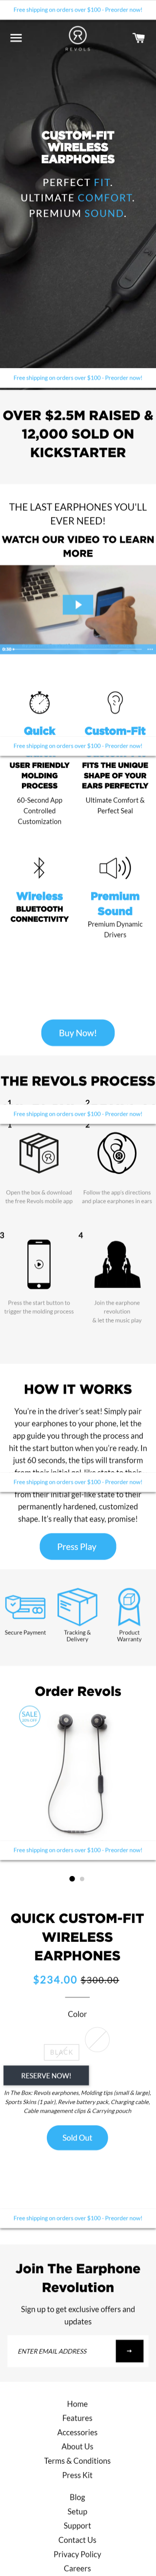 Free shipping on orders over $100 - Preorder now!
REVOLS
CUSTOM-FIT
WIRELESS
EARPHONES
PERFECT FIT.
ULTIMATE COMFORT.
PREMIUM SOUND.
Free shipping on orders over $100 - Preorder now!
OVER $2.5M RAISED &
12,000 SOLD ON
KICKSTARTER
THE LAST EARPHONES YOU'LL
EVER NEED!
WATCH OUR VIDEO TO LEARN
MORE
Quick
Custom-Fit
Free shipping on orders over $100 - Preorder now!
USER FRIENDLY
MOLDING
PROCESS
FITS THE UNIQUE
SHAPE OF YOUR
EARS PERFECTLY
60-Second App
Controlled
Customization
Ultimate Comfort &
Perfect Seal
Wireless
BLUETOOTH
CONNECTIVITY
Premium
Sound
Premium Dynamic
Drivers
Buy Now!
THE REVOLS PROCESS
Free shipping on orders over $100 - Preorder now!
1
2
Open the box & download
the free Revols mobile app
Follow the app's directions
and place earphones in ears
3
4
Press the start button to
trigger the molding process
Join the earphone
revolution
& let the music play
HOW IT WORKS
You're in the driver's seat! Simply pair
your earphones to your phone, let the
app guide you through the process and
hit the start button when you're ready. In
just 60 seconds, the tips will transform
from their initial gel-like state to their
Free shipping on orders over $100 - Preorder now!
from their initial gel-like state to their
permanently hardened, customized
shape. It's really that easy, promise!
Press Play
Secure Payment
Tracking &
Delivery
Product
Warranty
Order Revols
SALE
Free shipping on orders over $100 - Preorder now!
QUICK CUSTOM-FIT
WIRELESS
EARPHONES
$234.00 $300.00
Color
BLACK
RESERVE NOW!
In The Box: Revols earphones, Molding tips (small & large),
Sports Skins (1 pair), Revive battery pack, Charging cable,
Cable management clips & Carrying pouch
Sold Out
Free shipping on orders over $100 - Preorder now!
Join The Earphone
Revolution
Sign up to get exclusive offers and
updates
ENTER EMAIL ADDRESS
→
Home
Features
Accessories
About Us
Terms & Conditions
Press Kit
Blog
Setup
Support
Contact Us
Privacy Policy
Careers